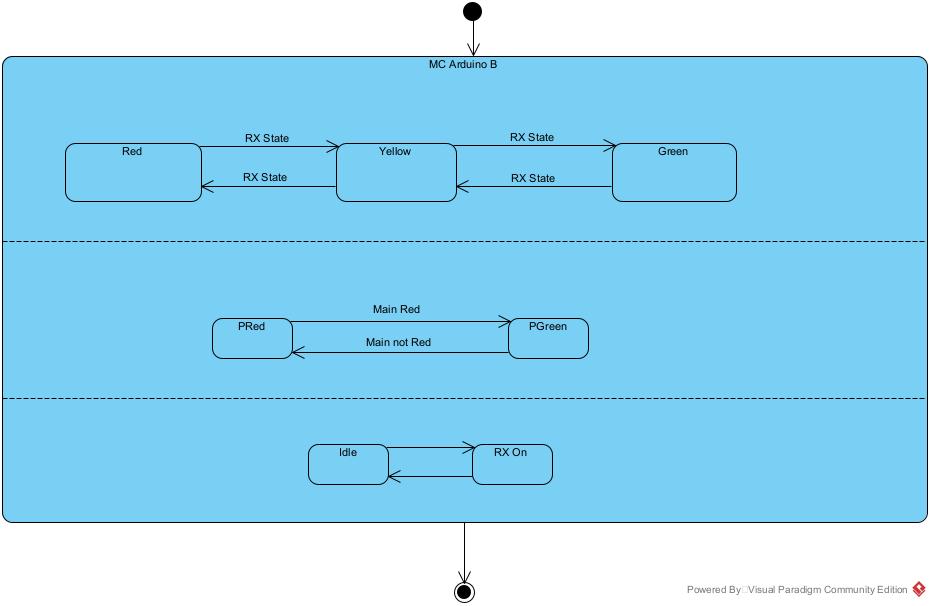 MC Arduino B
RX State
RX State
Red
Yellow
Green
RX State
RX State
Main Red
PRed
PGreen
Main not Red
Idle
RX On
Powered By Visual Paradigm Community Edition